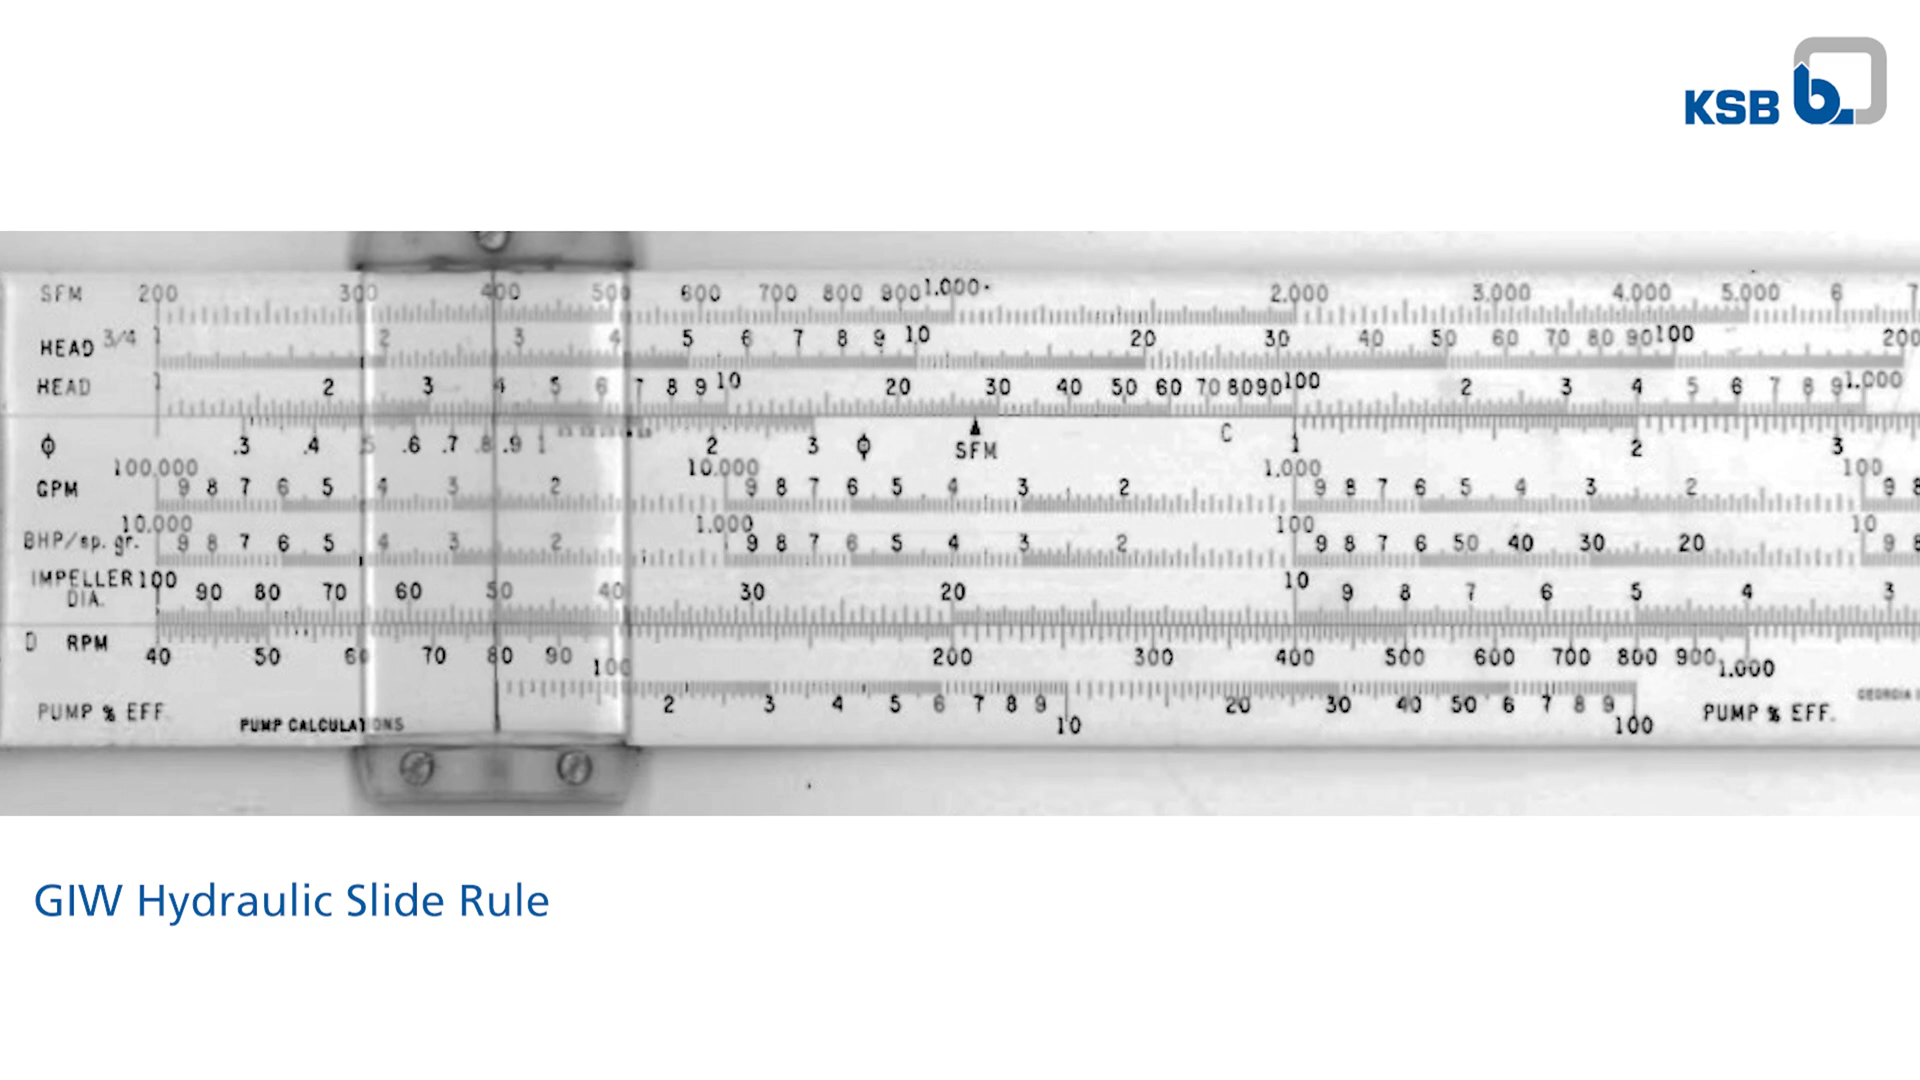 KSB
SFM 200 300 400 500 600 700 800 900 1.000 2.000 3.000 4.000 5.000 6 7
HEAD 3/4 1 2 3 4 5 6 7 8 9 10 20 30 40 50 60 70 80 90 100 200
HEAD 1 2 3 4 5 6 7 8 9 10 20 30 40 50 60 70 80 90 100 2 3 4 5 6 7 8 9 1.000
ϕ .3 .4 .5 .6 .7 .8 .9 1 2 3 ϕ SFM C 1 2 3
100,000 10.000 1.000 100
GPM 9 8 7 6 5 4 3 2 9 8 7 6 5 4 3 2 9 8 7 6 5 4 3 2 9 8
10.000 1.000 100 10
BHP/sp. gr. 9 8 7 6 5 4 3 2 9 8 7 6 5 4 3 2 9 8 7 6 50 40 30 20 9 8
IMPELLER DIA. 100 90 80 70 60 50 40 30 20 10 9 8 7 6 5 4 3
D RPM
40 50 60 70 80 90 100 200 300 400 500 600 700 800 900 1.000
PUMP % EFF. 2 3 4 5 6 7 8 9 10 20 30 40 50 6 7 8 9 100 PUMP % EFF.
GEORGIA
PUMP CALCULATIONS
GIW Hydraulic Slide Rule